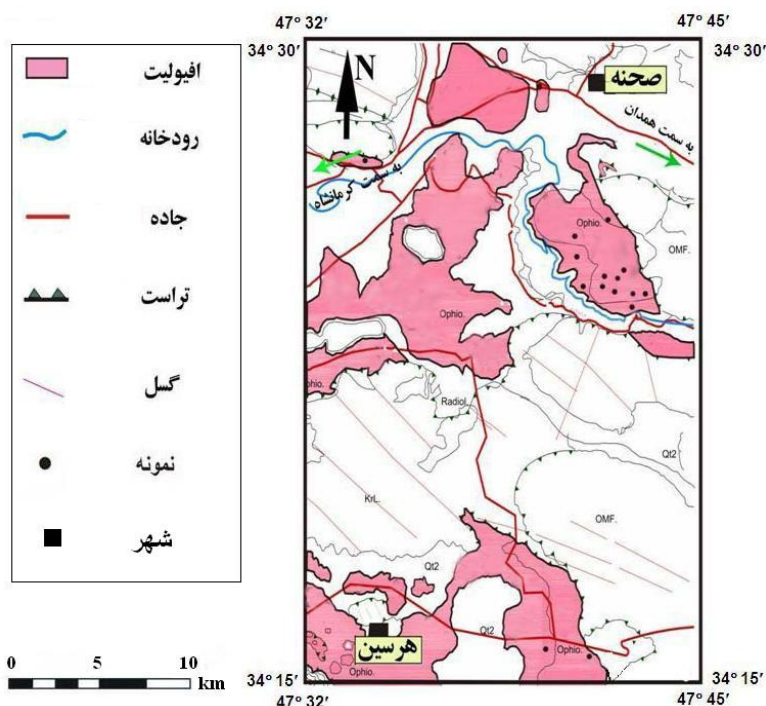 47° 32′
47° 45′
34° 30′
34° 30′
افیولیت
رودخانه
جاده
تراست
گسل
نمونه
شهر
N
صحنه
به سمت همدان
به سمت کرمانشاه
Ophio.
OMF.
Ophio.
phio.
Radiol.
Qt2
KrL.
OMF.
Qt2
Qt2
هرسین
Ophio.
Ophio.
0 5 10
km
34° 15′
34° 15′
47° 32′
47° 45′